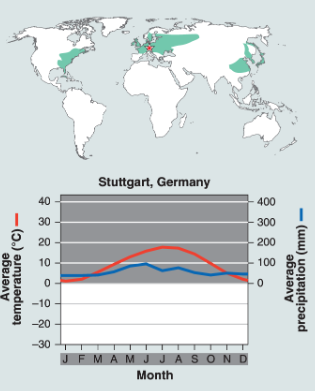 Stuttgart, Germany
Average temperature (°C)
40
30
20
10
0
–10
–20
–30
400
300
200
100
0
Average precipitation (mm)
J F M A M J J A S O N D
Month